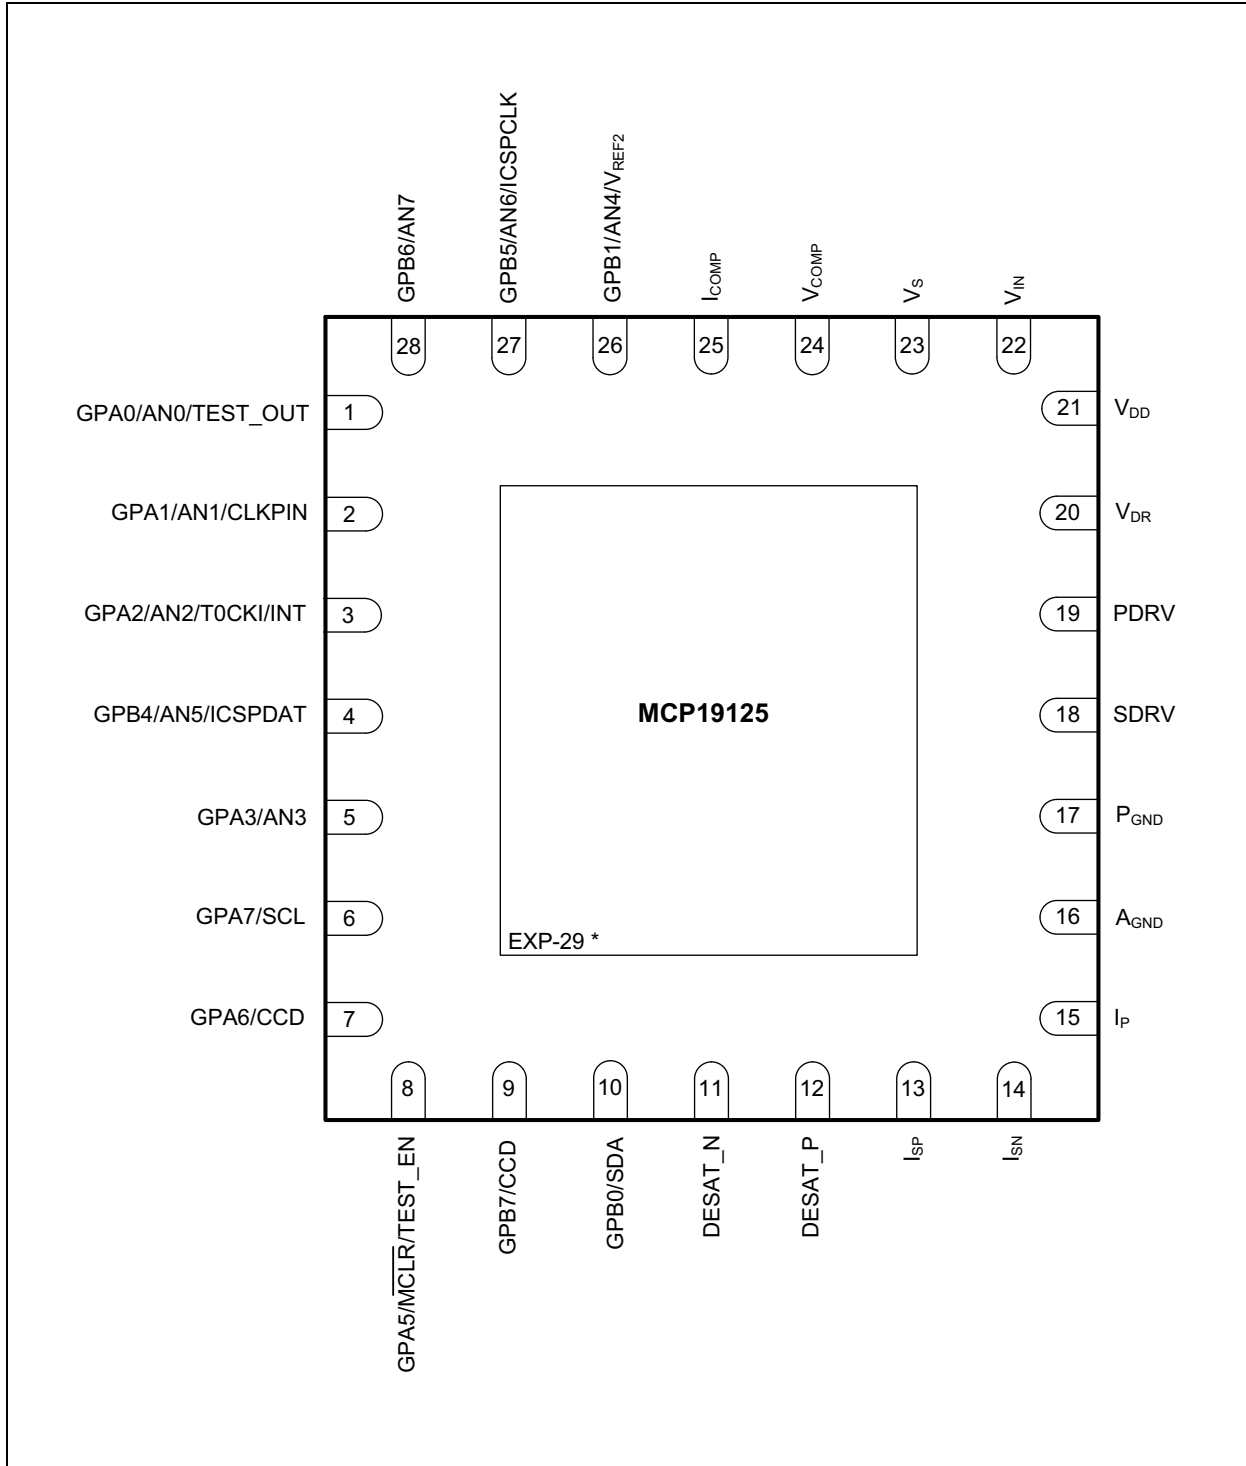 GPB6/AN7
GPB5/AN6/ICSPCLK
GPB1/AN4/VREF2
ICOMP
VCOMP
VS
VIN
28
27
26
25
24
23
22
GPA0/AN0/TEST_OUT
1
GPA1/AN1/CLKPIN
2
GPA2/AN2/T0CKI/INT
3
GPB4/AN5/ICSPDAT
4
GPA3/AN3
5
GPA7/SCL
6
GPA6/CCD
7
MCP19125
EXP-29 *
21
VDD
20
VDR
19
PDRV
18
SDRV
17
PGND
16
AGND
15
IP
8
9
10
11
12
13
14
GPA5/MCLR/TEST_EN
GPB7/CCD
GPB0/SDA
DESAT_N
DESAT_P
ISP
ISN